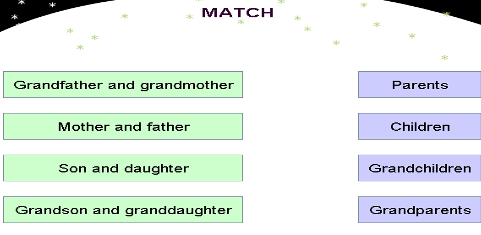 MATCH
Grandfather and grandmother
Parents
Mother and father
Children
Son and daughter
Grandchildren
Grandson and granddaughter
Grandparents